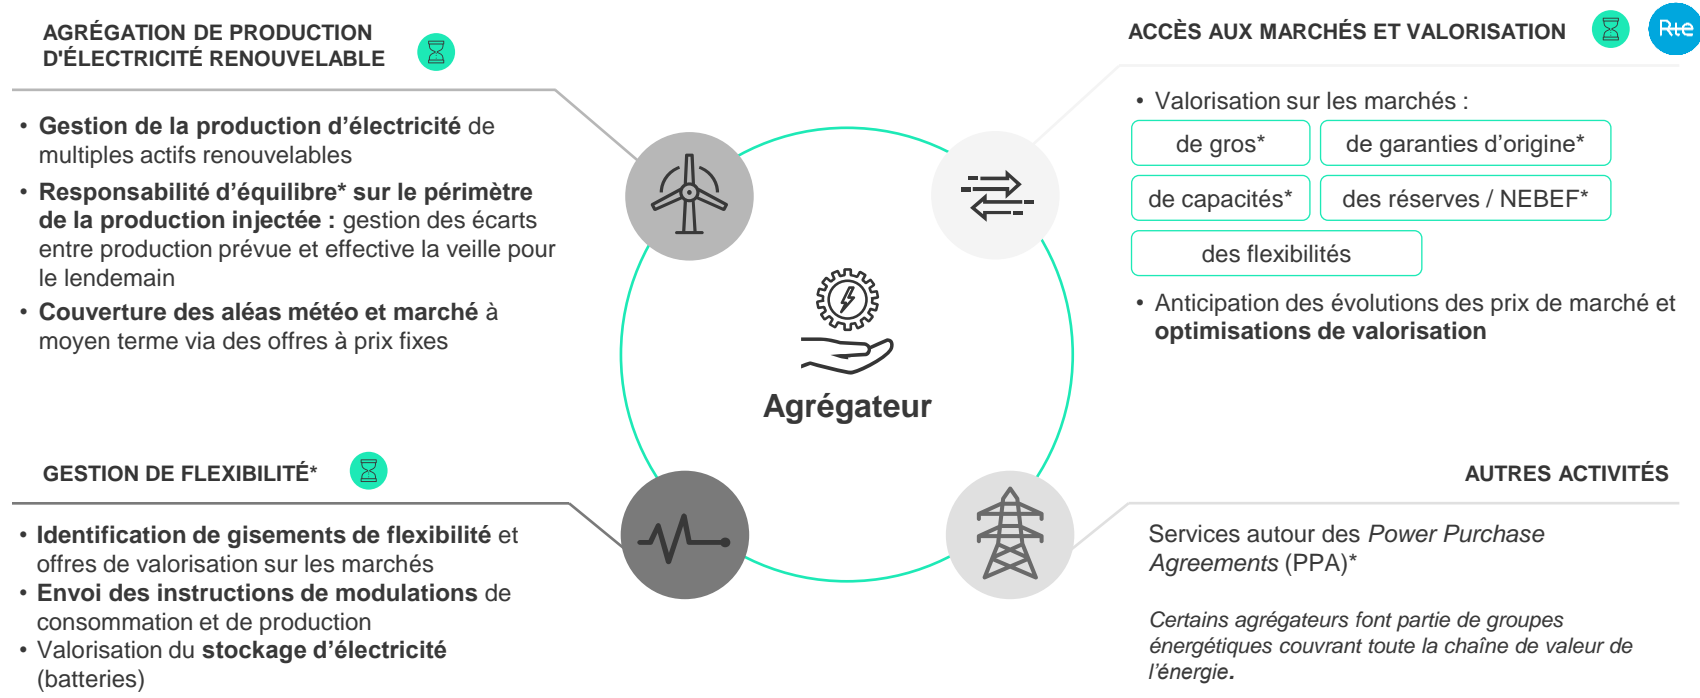 AGRÉGATION DE PRODUCTION
D'ÉLECTRICITÉ RENOUVELABLE
• Gestion de la production d’électricité de
multiples actifs renouvelables
• Responsabilité d’équilibre* sur le périmètre
de la production injectée : gestion des écarts
entre production prévue et effective la veille pour
le lendemain
• Couverture des aléas météo et marché à
moyen terme via des offres à prix fixes
ACCÈS AUX MARCHÉS ET VALORISATION
Rte
• Valorisation sur les marchés :
de gros*
de garanties d’origine*
de capacités*
des réserves / NEBEF*
des flexibilités
• Anticipation des évolutions des prix de marché et
optimisations de valorisation
Agrégateur
GESTION DE FLEXIBILITÉ*
• Identification de gisements de flexibilité et
offres de valorisation sur les marchés
• Envoi des instructions de modulations de
consommation et de production
• Valorisation du stockage d’électricité
(batteries)
AUTRES ACTIVITÉS
Services autour des Power Purchase
Agreements (PPA)*
Certains agrégateurs font partie de groupes
énergétiques couvrant toute la chaîne de valeur de
l’énergie.